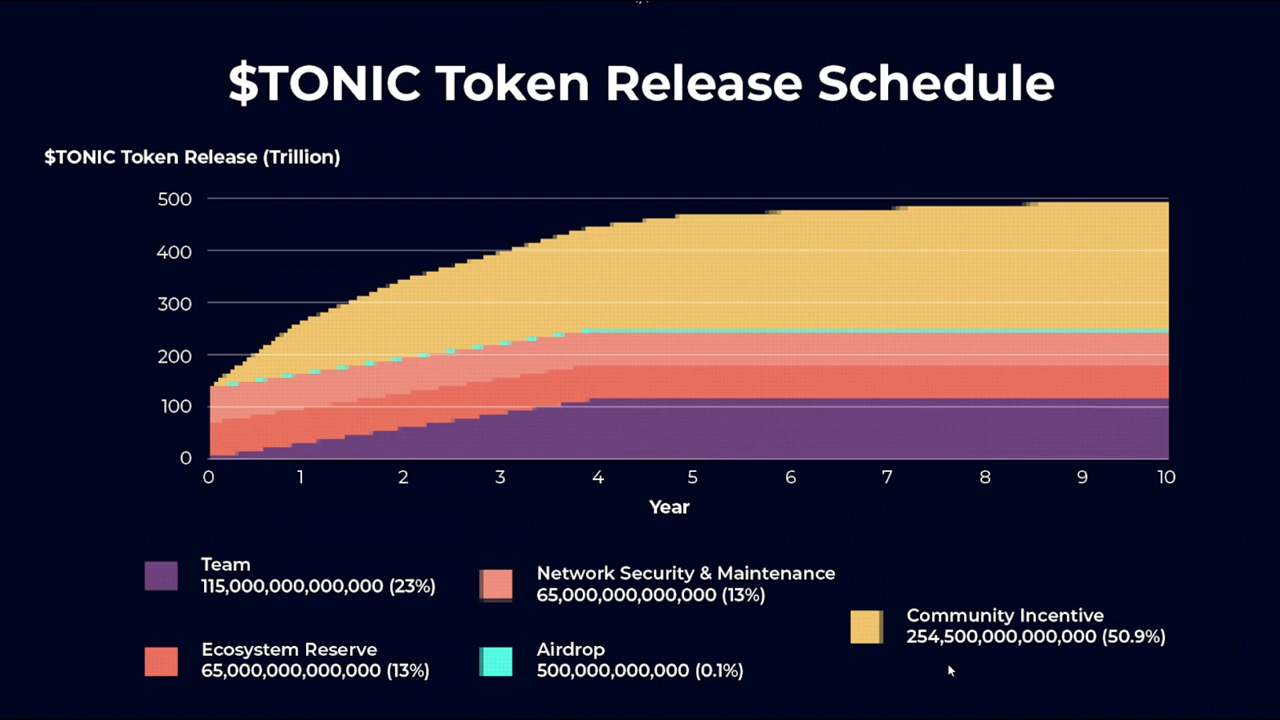 $TONIC Token Release Schedule
$TONIC Token Release (Trillion)
500
400
300
200
100
0
0 1 2 3 4 5 6 7 8 9 10
Year
Team
115,000,000,000,000 (23%)
Ecosystem Reserve
65,000,000,000,000 (13%)
Network Security & Maintenance
65,000,000,000,000 (13%)
Airdrop
500,000,000,000 (0.1%)
Community Incentive
254,500,000,000,000 (50.9%)